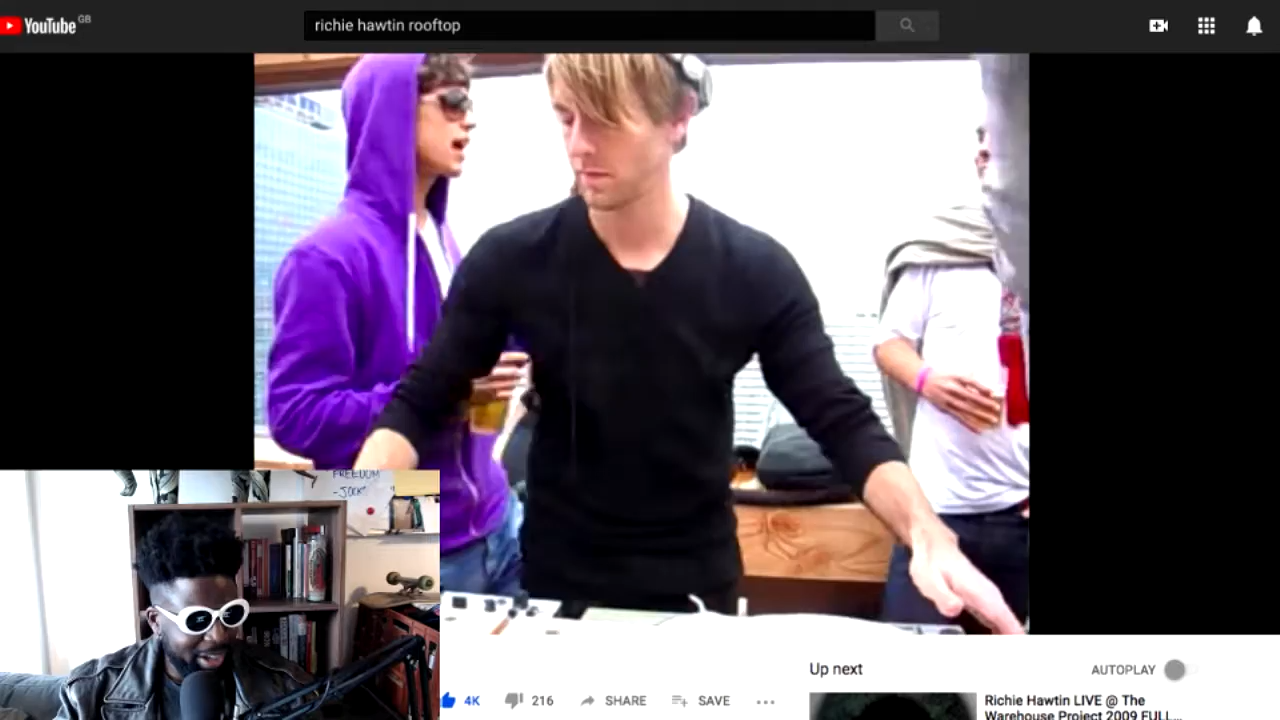 YouTube GB
richie hawtin rooftop
FREEDOM
-JOCK
Up next
AUTOPLAY
4K
216
SHARE
SAVE
Richie Hawtin LIVE @ The
Warehouse Project 2009 FULL...